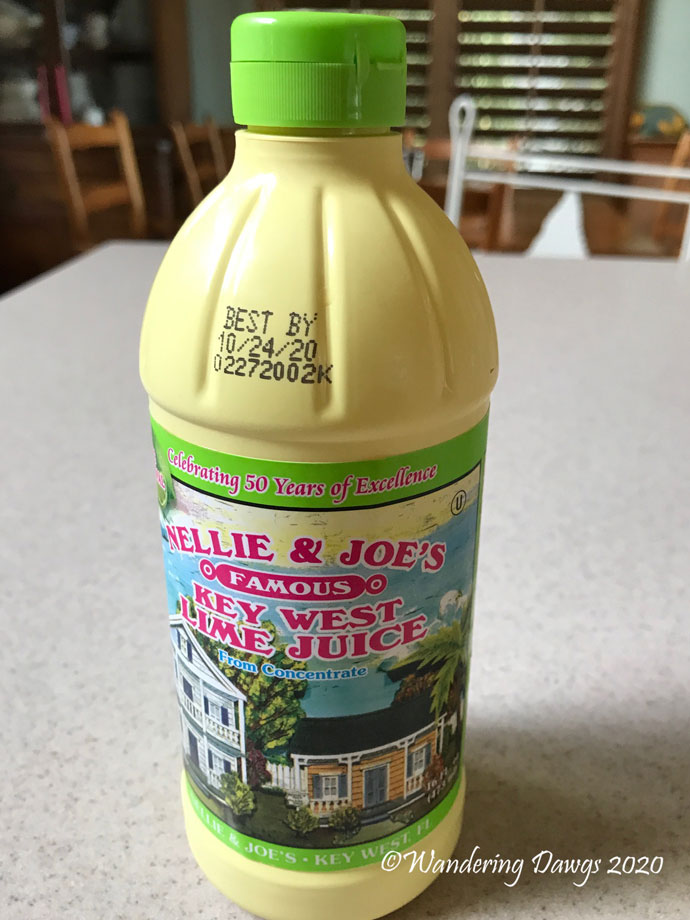 BEST BY
10/24/20
02272002K
Celebrating 50 Years of Excellence
U
NELLIE & JOE'S
FAMOUS
KEY WEST
LIME JUICE
From Concentrate
& JOE'S • KEY WEST, FL
©Wandering Dawgs 2020